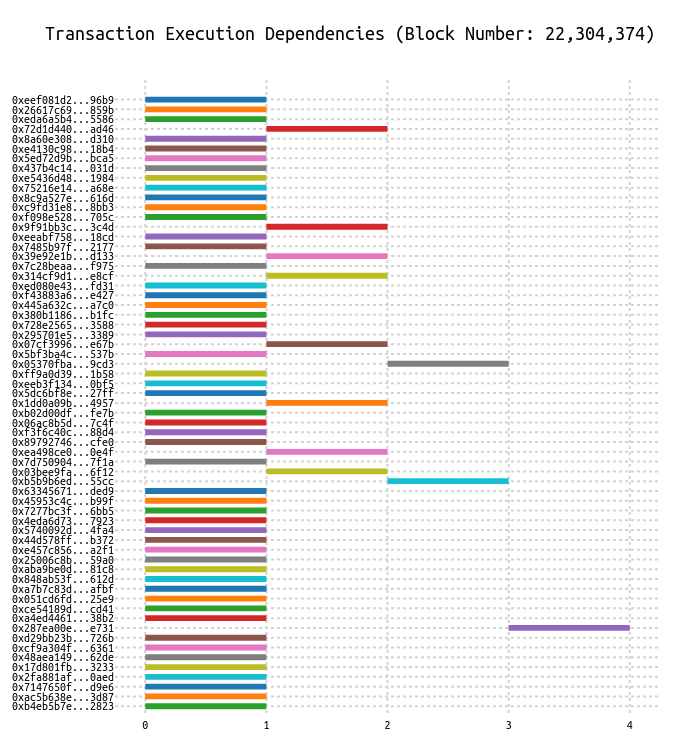 Transaction Execution Dependencies (Block Number: 22,304,374)
0xeef081d2...96b9
0x26617c69...859b
0xeda6a5b4...5586
0x72d1d440...ad46
0x8a60e308...d310
0xe4130c98...18b4
0x5ed72d9b...bca5
0x437b4c14...031d
0xe5436d48...1984
0x75216e14...a68e
0x8c9a527e...616d
0xc9fd31e8...8bb3
0xf098e528...705c
0x9f91bb3c...3c4d
0xeeabf758...18cd
0x7485b97f...2177
0x39e92e1b...d133
0x7c28beaa...f975
0x314cf9d1...e8cf
0xed080e43...fd31
0xf43883a6...e427
0x445a632c...a7c0
0x380b1186...b1fc
0x728e2565...3588
0x295701e5...3389
0x07cf3996...e67b
0x5bf3ba4c...537b
0x05370fba...9cd3
0xff9a0d39...1b58
0xeeb3f134...0bf5
0x5dc6bf8e...27ff
0x1dd0a09b...4957
0xb02d00df...fe7b
0x06ac8b5d...7c4f
0xf3f6c40c...88d4
0x89792746...cfe0
0xea498ce0...0e4f
0x7d750904...7f1a
0x03bee9fa...6f12
0xb5b9b6ed...55cc
0x63345671...ded9
0x45953c4c...b99f
0x7277bc3f...6bb5
0x4eda6d73...7923
0x5740092d...4fa4
0x44d578ff...b372
0xe457c856...a2f1
0x25006c8b...59a0
0xaba9be0d...81c8
0x848ab53f...612d
0xa7b7c83d...afbf
0x051cd6fd...25e9
0xce54189d...cd41
0xa4ed4461...38b2
0x287ea00e...e731
0xd29bb23b...726b
0xcf9a304f...6361
0x48aea149...62de
0x17d801fb...3233
0x2fa881af...0aed
0x7147650f...d9e6
0xac5b638e...3d87
0xb4eb5b7e...2823
0 1 2 3 4